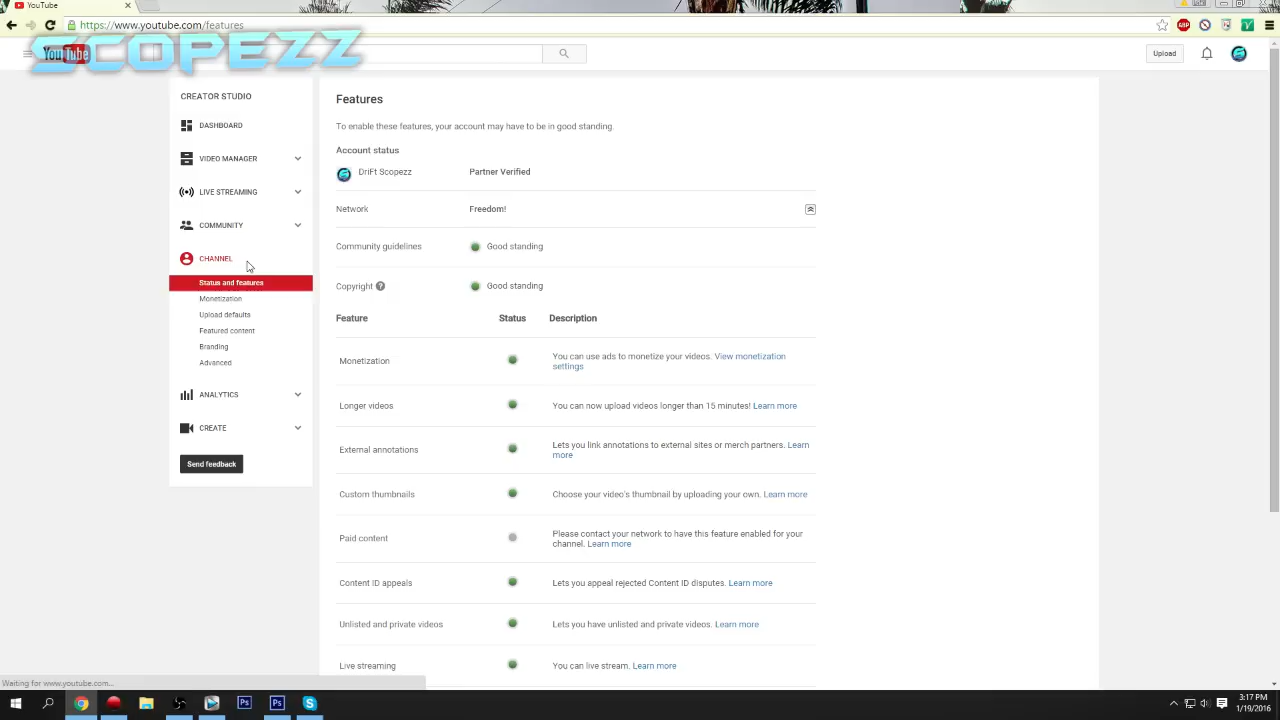 YouTube
https://www.youtube.com
ABP
SCOPEZZ
YouTube
Upload
CREATOR STUDIO
DASHBOARD
VIDEO MANAGER
LIVE STREAMING
COMMUNITY
CHANNEL
Status and features
Monetization
Upload defaults
Featured content
Branding
Advanced
ANALYTICS
CREATE
Send feedback
Features
To enable these features, your account may have to be in good standing.
Account status
DriFt Scopezz Partner Verified
Network Freedom!
Community guidelines Good standing
Copyright ? Good standing
Feature Status Description
Monetization You can use ads to monetize your videos. View monetization
settings
Longer videos You can now upload videos longer than 15 minutes! Learn more
External annotations Lets you link annotations to external sites or merch partners. Learn
more
Custom thumbnails Choose your video's thumbnail by uploading your own. Learn more
Paid content Please contact your network to have this feature enabled for your
channel. Learn more
Content ID appeals Lets you appeal rejected Content ID disputes. Learn more
Unlisted and private videos Lets you have unlisted and private videos. Learn more
Live streaming You can live stream. Learn more
Waiting for www.youtube.com...
Ps Ps S
3:17 PM
1/19/2016